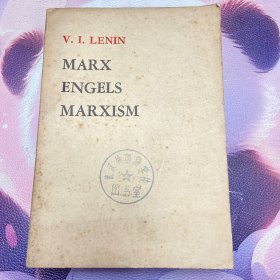 V. I. LENIN
MARX
ENGELS
MARXISM